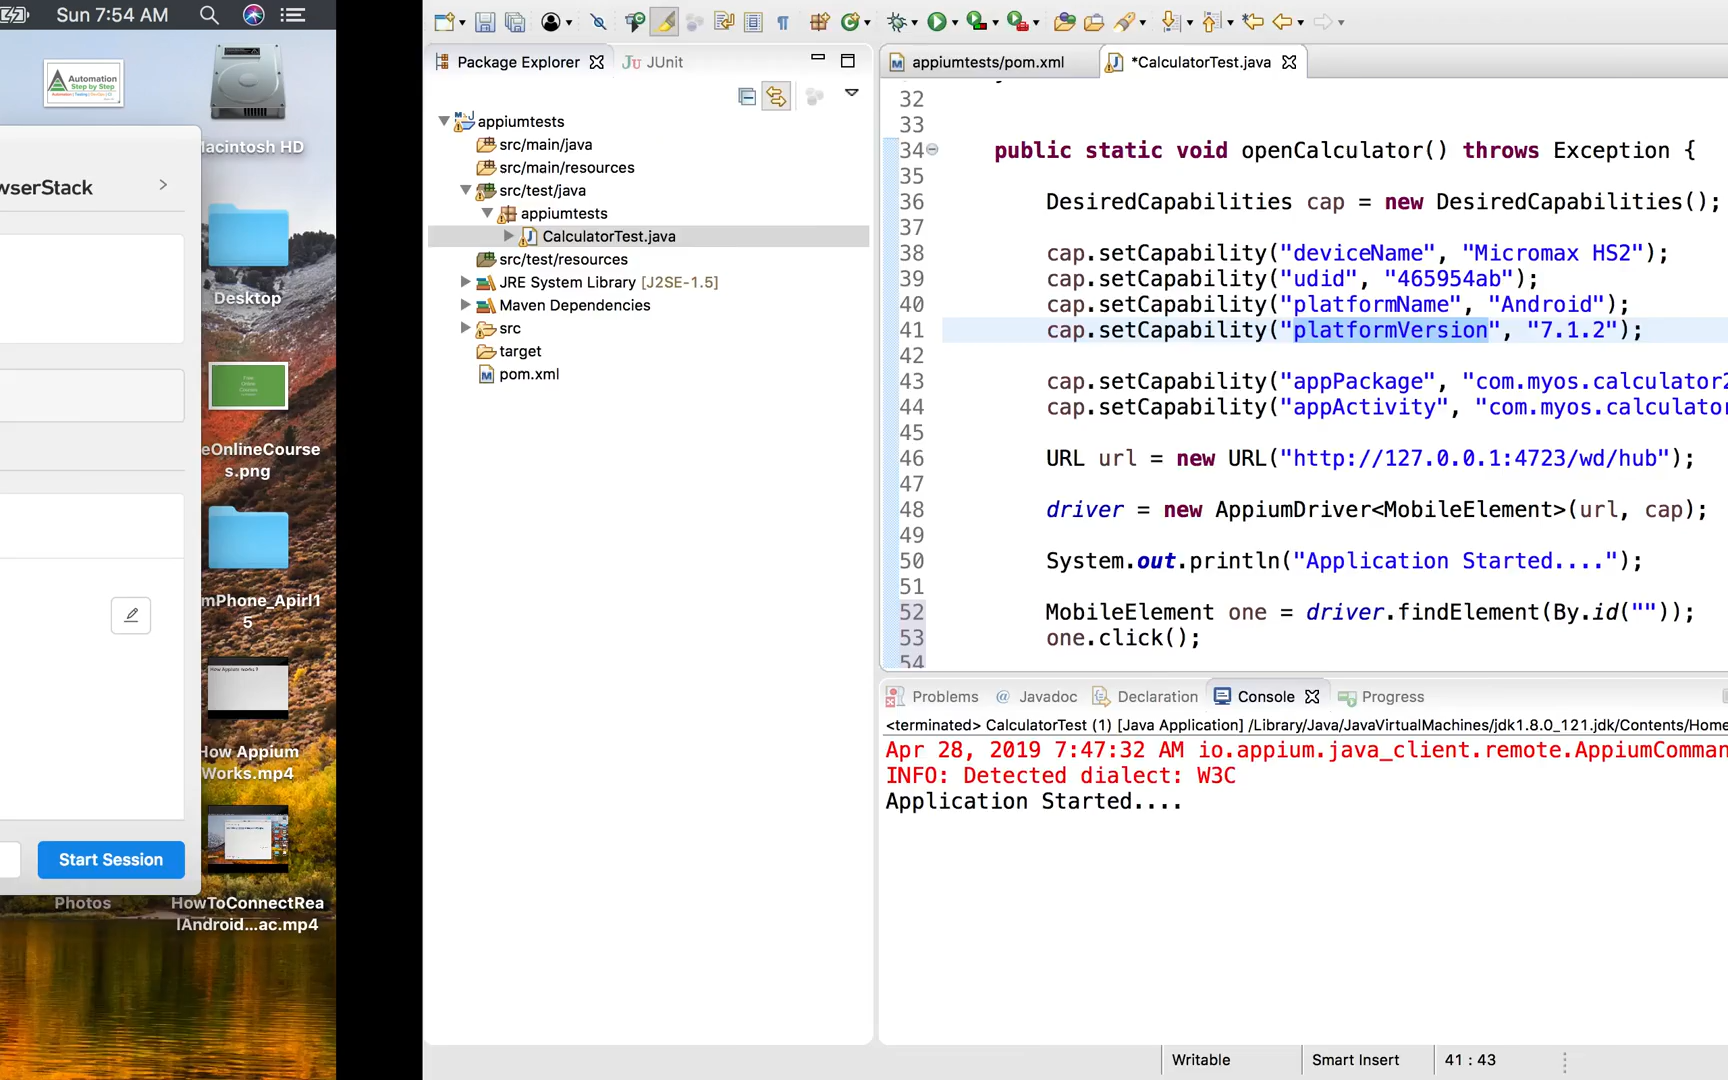 Sun 7:54 AM
Automation
Step by Step
Macintosh HD
wserStack
Desktop
eOnlineCourse
s.png
mPhone_Apirl1
5
How Appium works ?
How Appium
Works.mp4
Start Session
Photos
HowToConnectRea
lAndroid...ac.mp4
Package Explorer
JUnit
appiumtests
src/main/java
src/main/resources
src/test/java
appiumtests
CalculatorTest.java
src/test/resources
JRE System Library [J2SE-1.5]
Maven Dependencies
src
target
pom.xml
appiumtests/pom.xml
*CalculatorTest.java
32
33
34 public static void openCalculator() throws Exception {
35
36 DesiredCapabilities cap = new DesiredCapabilities();
37
38 cap.setCapability("deviceName", "Micromax HS2");
39 cap.setCapability("udid", "465954ab");
40 cap.setCapability("platformName", "Android");
41 cap.setCapability("platformVersion", "7.1.2");
42
43 cap.setCapability("appPackage", "com.myos.calculator2
44 cap.setCapability("appActivity", "com.myos.calculator
45
46 URL url = new URL("http://127.0.0.1:4723/wd/hub");
47
48 driver = new AppiumDriver<MobileElement>(url, cap);
49
50 System.out.println("Application Started....");
51
52 MobileElement one = driver.findElement(By.id(""));
53 one.click();
54
Problems
Javadoc
Declaration
Console
Progress
<terminated> CalculatorTest (1) [Java Application] /Library/Java/JavaVirtualMachines/jdk1.8.0_121.jdk/Contents/Home
Apr 28, 2019 7:47:32 AM io.appium.java_client.remote.AppiumComman
INFO: Detected dialect: W3C
Application Started....
Writable
Smart Insert
41 : 43